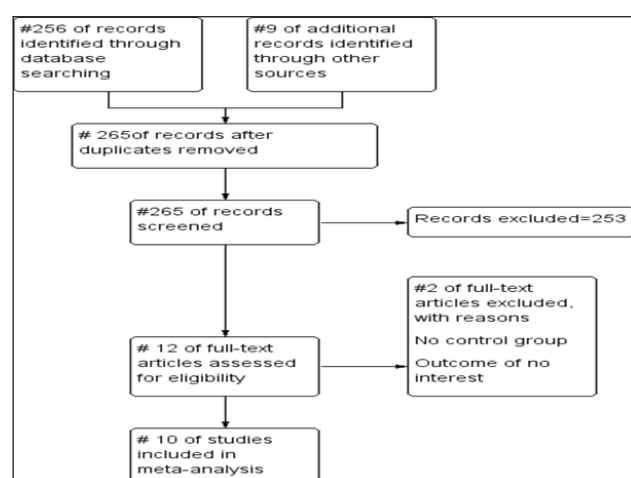 #256 of records
identified through
database
searching
#9 of additional
records identified
through other
sources
# 265of records after
duplicates removed
#265 of records
screened
Records excluded=253
#2 of full-text
articles excluded,
with reasons
No control group
Outcome of no
interest
# 12 of full-text
articles assessed
for eligibility
# 10 of studies
included in
meta-analysis